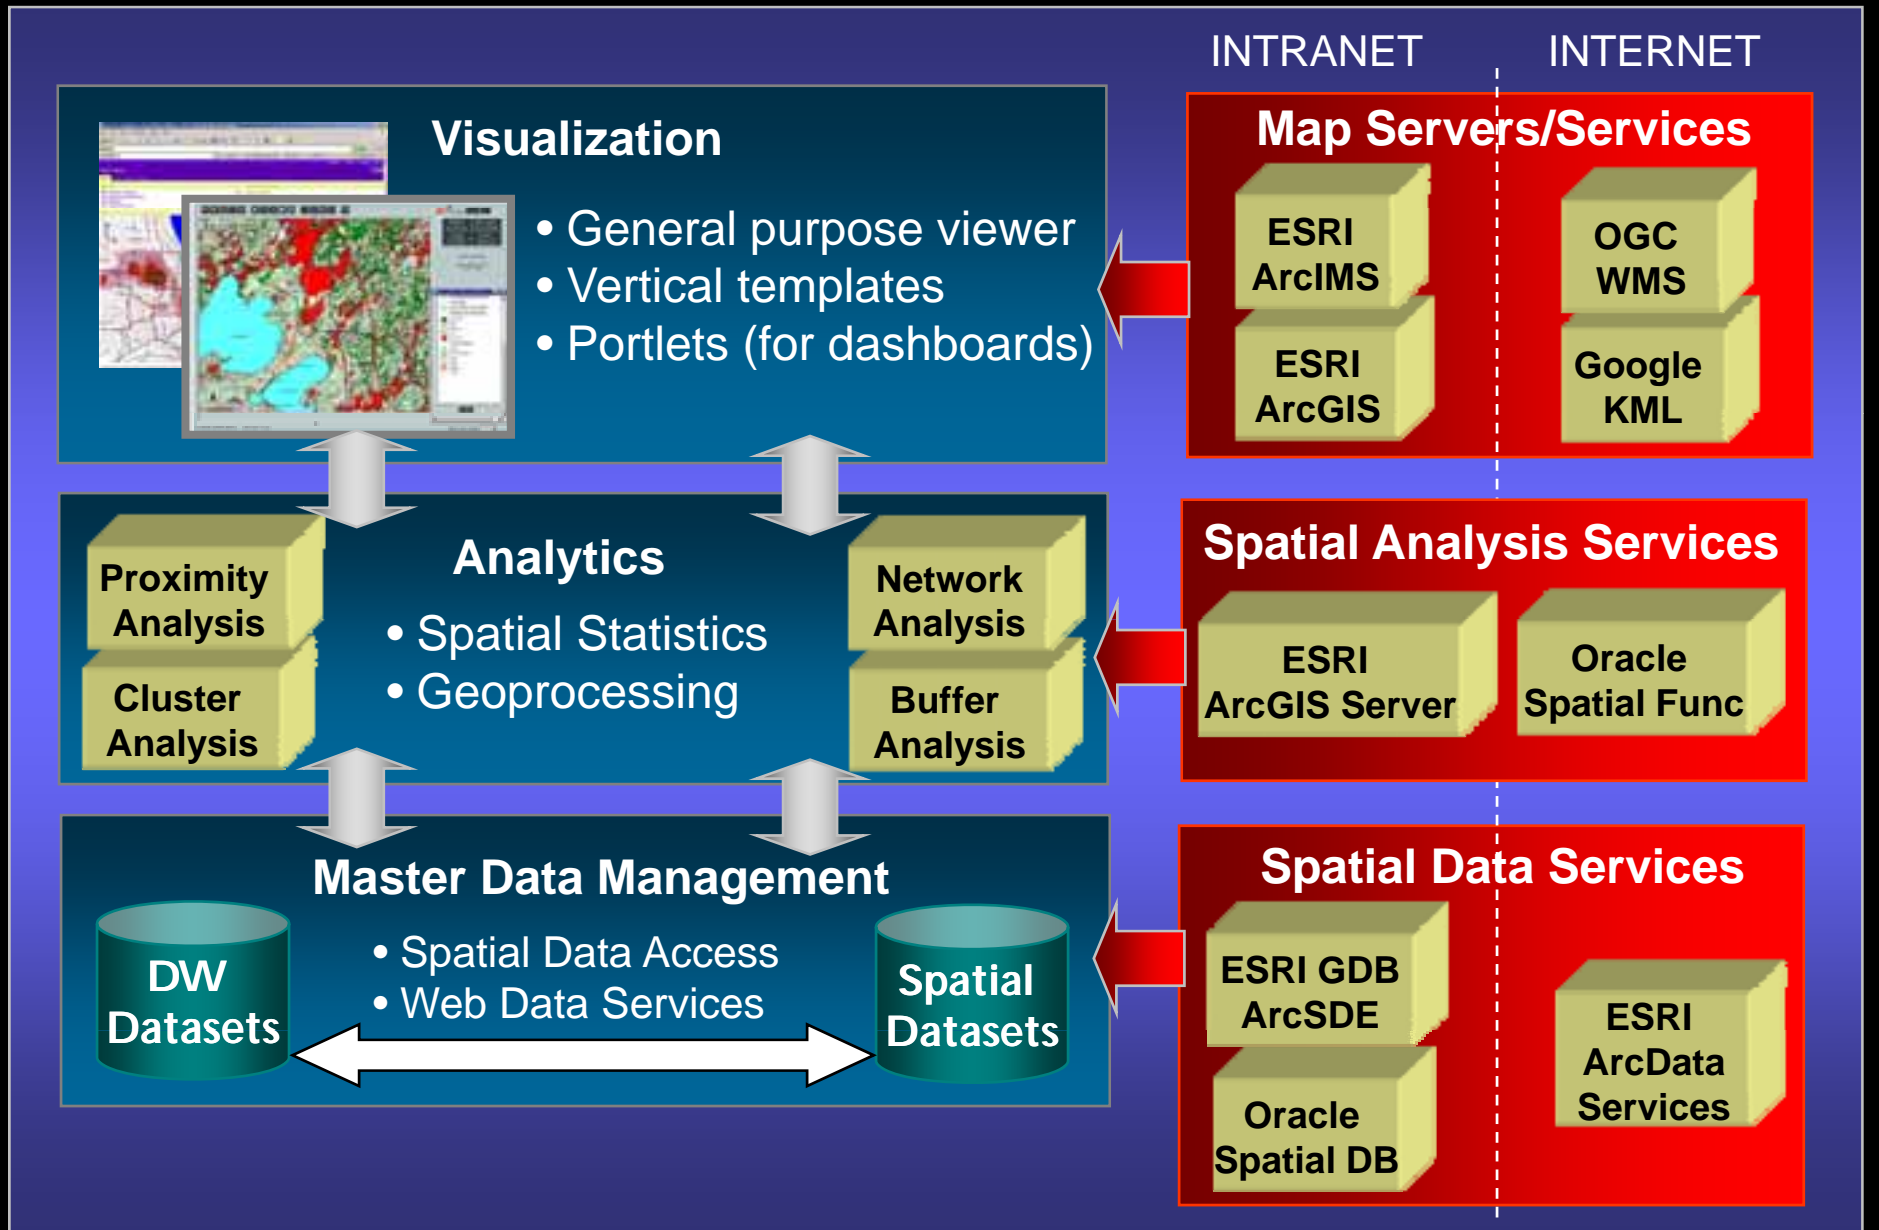 INTRANET
INTERNET
Visualization
• General purpose viewer
• Vertical templates
• Portlets (for dashboards)
Map Servers/Services
ESRI
ArcIMS
ESRI
ArcGIS
OGC
WMS
Google
KML
Analytics
• Spatial Statistics
• Geoprocessing
Proximity
Analysis
Cluster
Analysis
Network
Analysis
Buffer
Analysis
Spatial Analysis Services
ESRI
ArcGIS Server
Oracle
Spatial Func
Master Data Management
• Spatial Data Access
• Web Data Services
DW
Datasets
Spatial
Datasets
Spatial Data Services
ESRI GDB
ArcSDE
Oracle
Spatial DB
ESRI
ArcData
Services